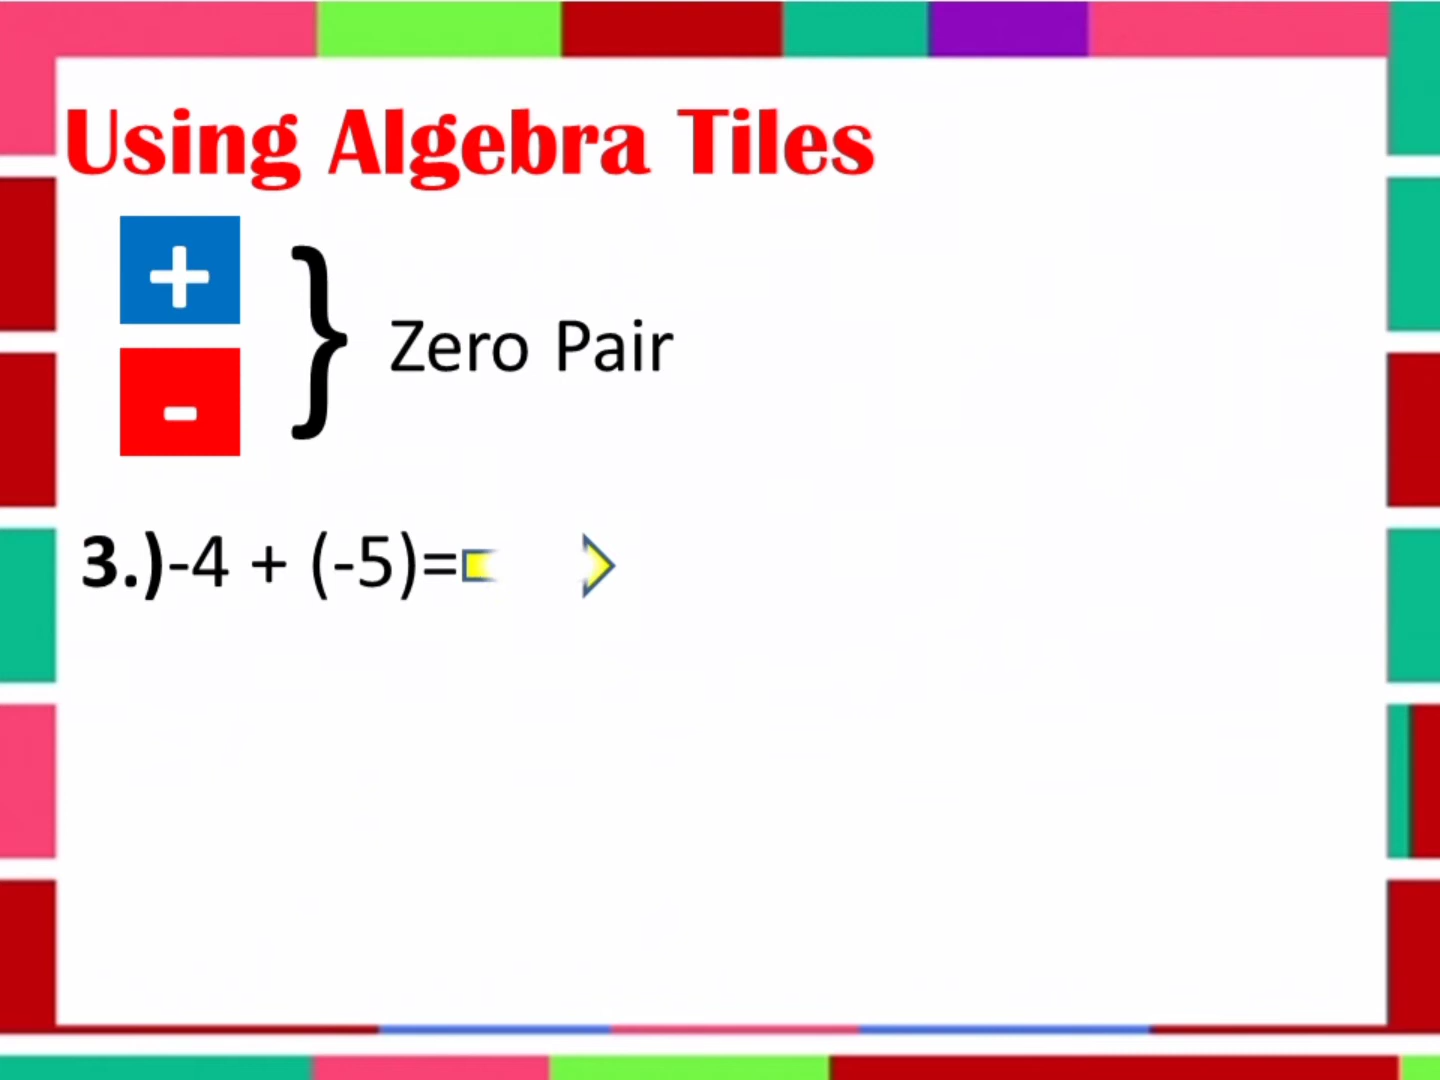 Using Algebra Tiles
+
-
} Zero Pair
3.)-4 + (-5)=